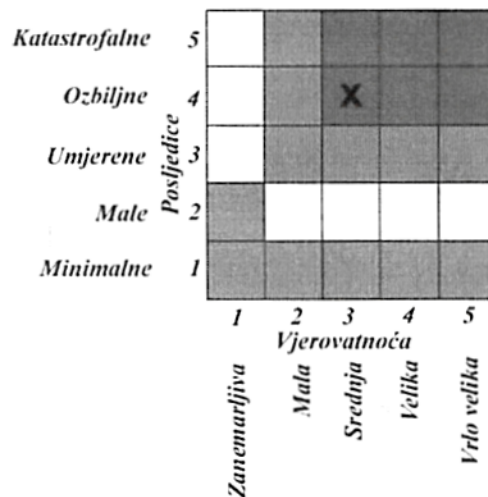 Katastrofalne 5
Ozbiljne 4 X
Umjerene 3
Male 2
Minimalne 1
Posljedice
1 2 3 4 5
Vjerovatnoća
Zanemarljiva
Mala
Srednja
Velika
Vrlo velika